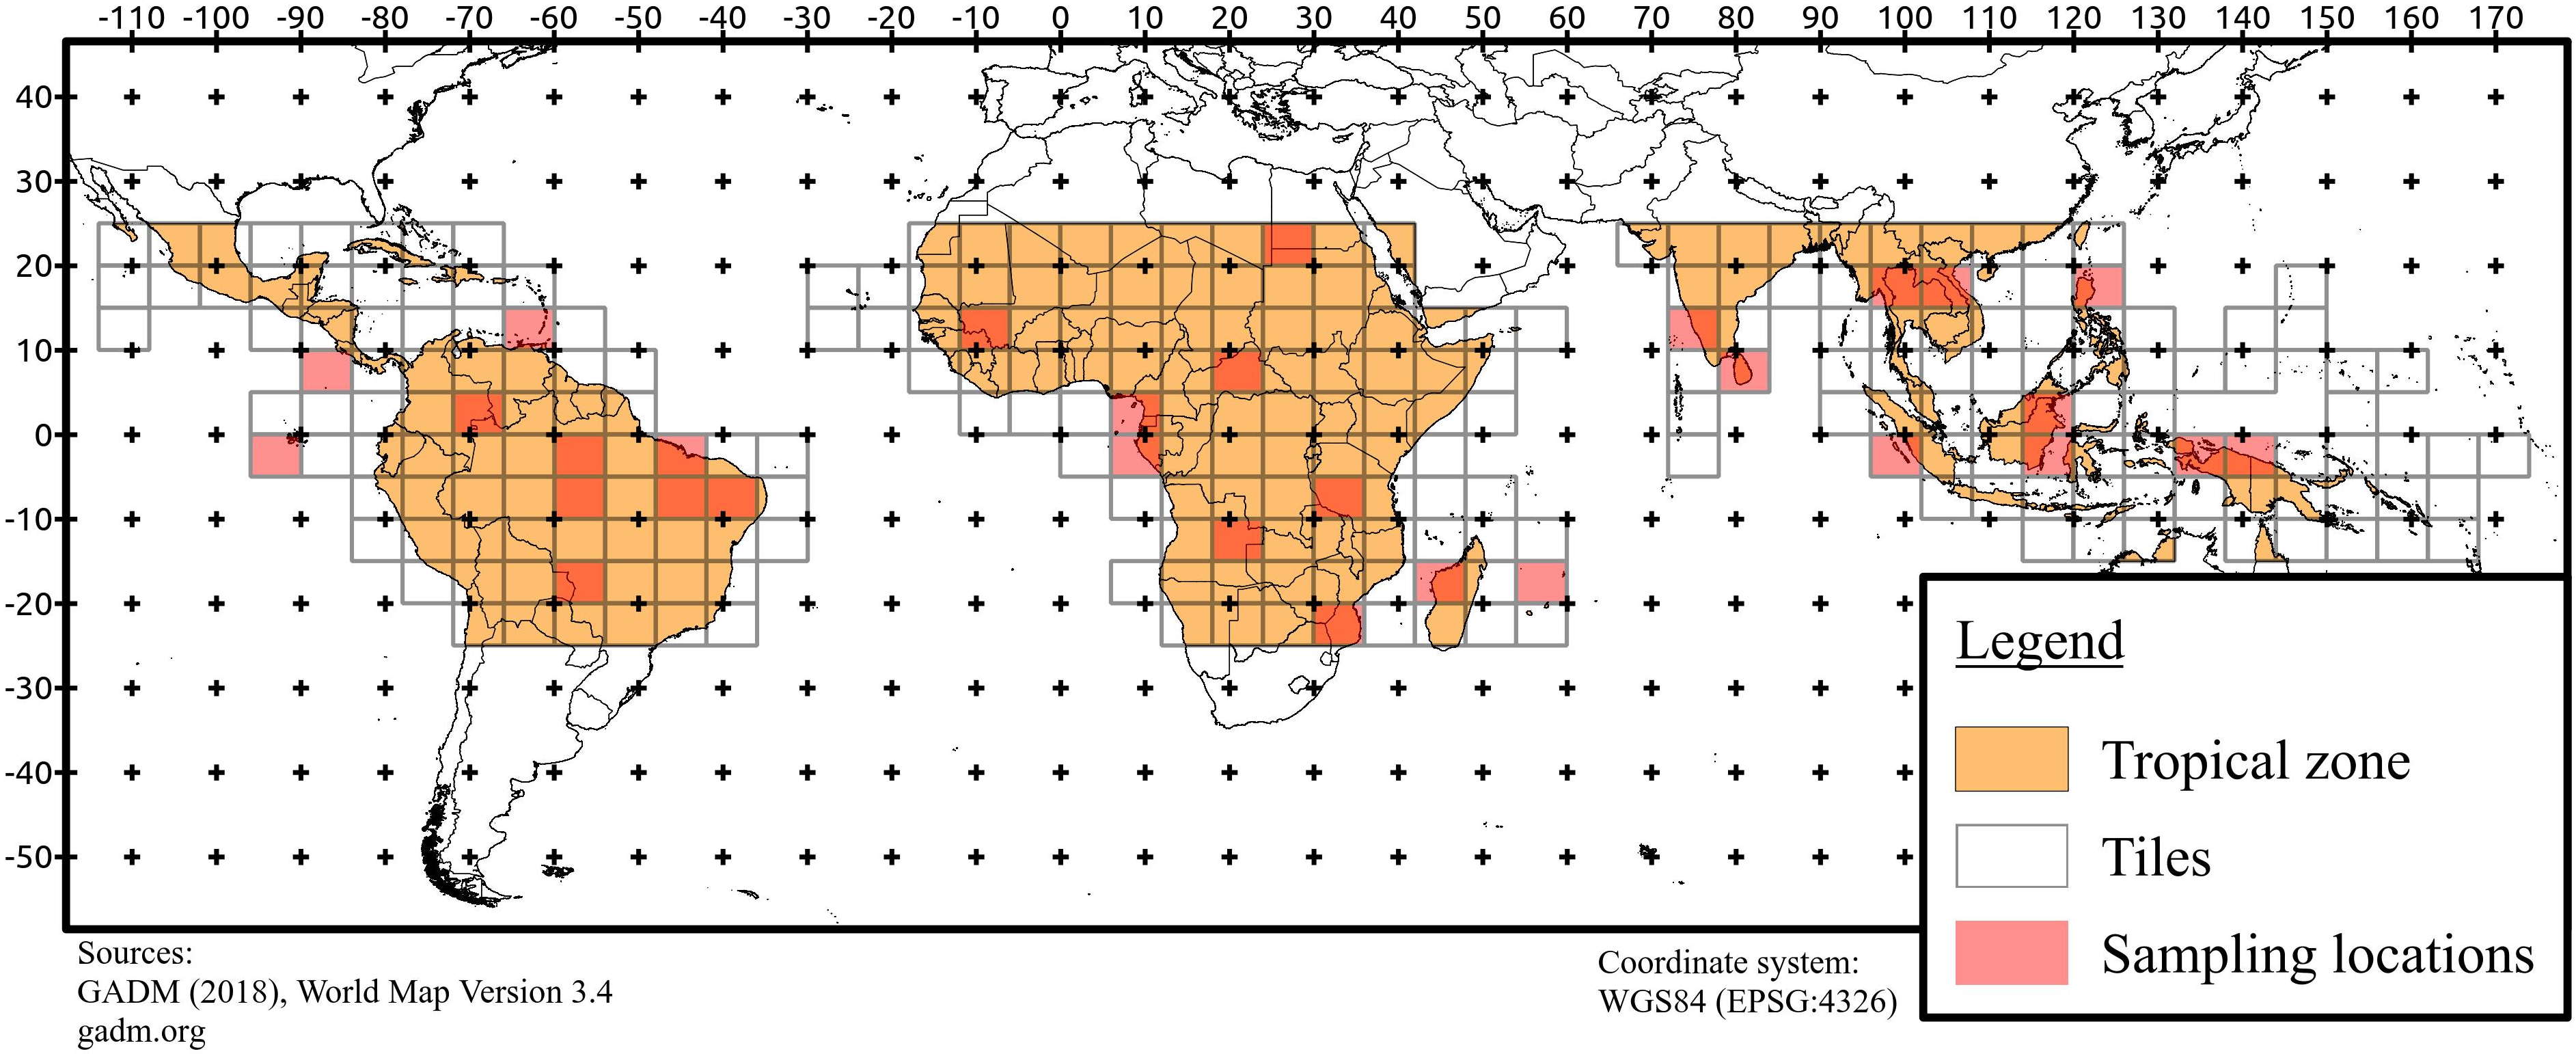 -110 -100 -90 -80 -70 -60 -50 -40 -30 -20 -10 0 10 20 30 40 50 60 70 80 90 100 110 120 130 140 150 160 170
40
30
20
10
0
-10
-20
-30
-40
-50
Legend
Tropical zone
Tiles
Sampling locations
Sources:
GADM (2018), World Map Version 3.4
gadm.org
Coordinate system:
WGS84 (EPSG:4326)